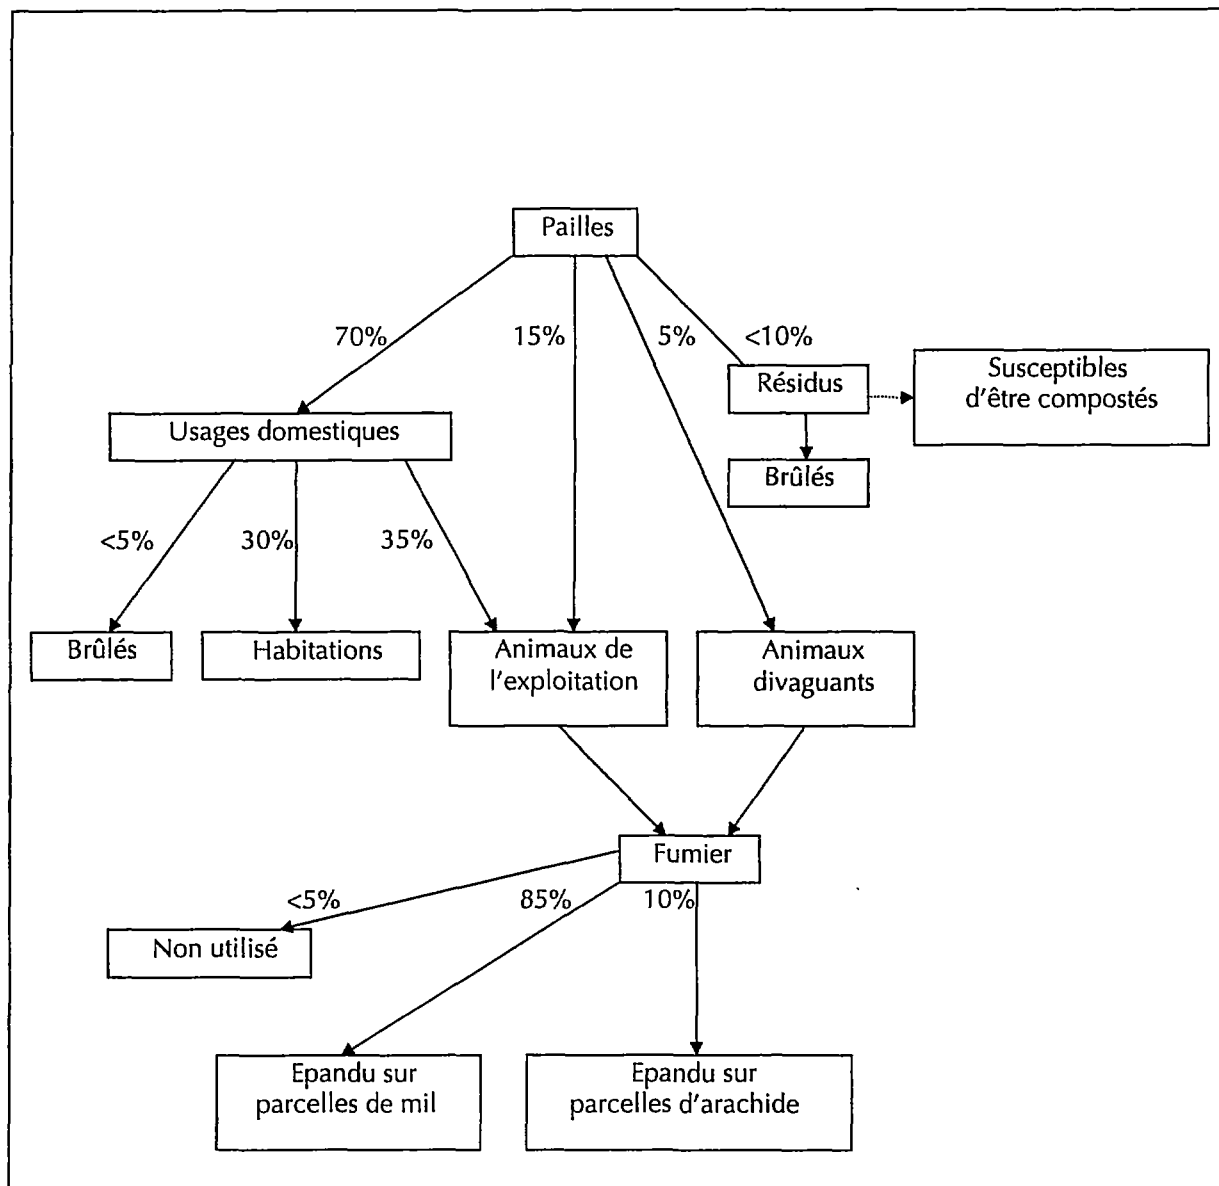 Pailles
70%
15%
5%
<10%
Résidus
Susceptibles
d'être compostés
Usages domestiques
Brûlés
<5%
30%
35%
Brûlés
Habitations
Animaux de
l'exploitation
Animaux
divaguants
Fumier
<5%
85%
10%
Non utilisé
Epandu sur
parcelles de mil
Epandu sur
parcelles d'arachide